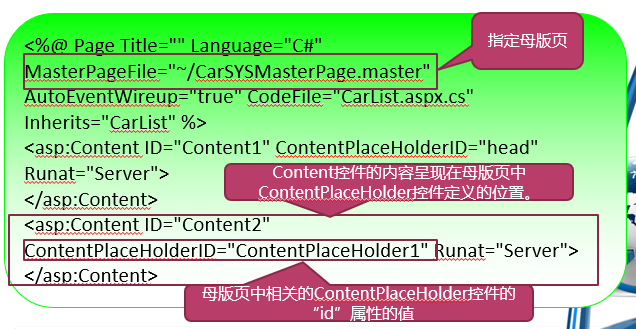 指定母版页
<%@ Page Title="" Language="C#"
MasterPageFile="~/CarSYSMasterPage.master"
AutoEventWireup="true" CodeFile="CarList.aspx.cs"
Inherits="CarList" %>
<asp:Content ID="Content1" ContentPlaceHolderID="head"
Runat="Server">
Content控件的内容呈现在母版页中
ContentPlaceHolder控件定义的位置。
</asp:Content>
<asp:Content ID="Content2"
ContentPlaceHolderID="ContentPlaceHolder1" Runat="Server">
</asp:Content>
母版页中相关的ContentPlaceHolder控件的
“id”属性的值